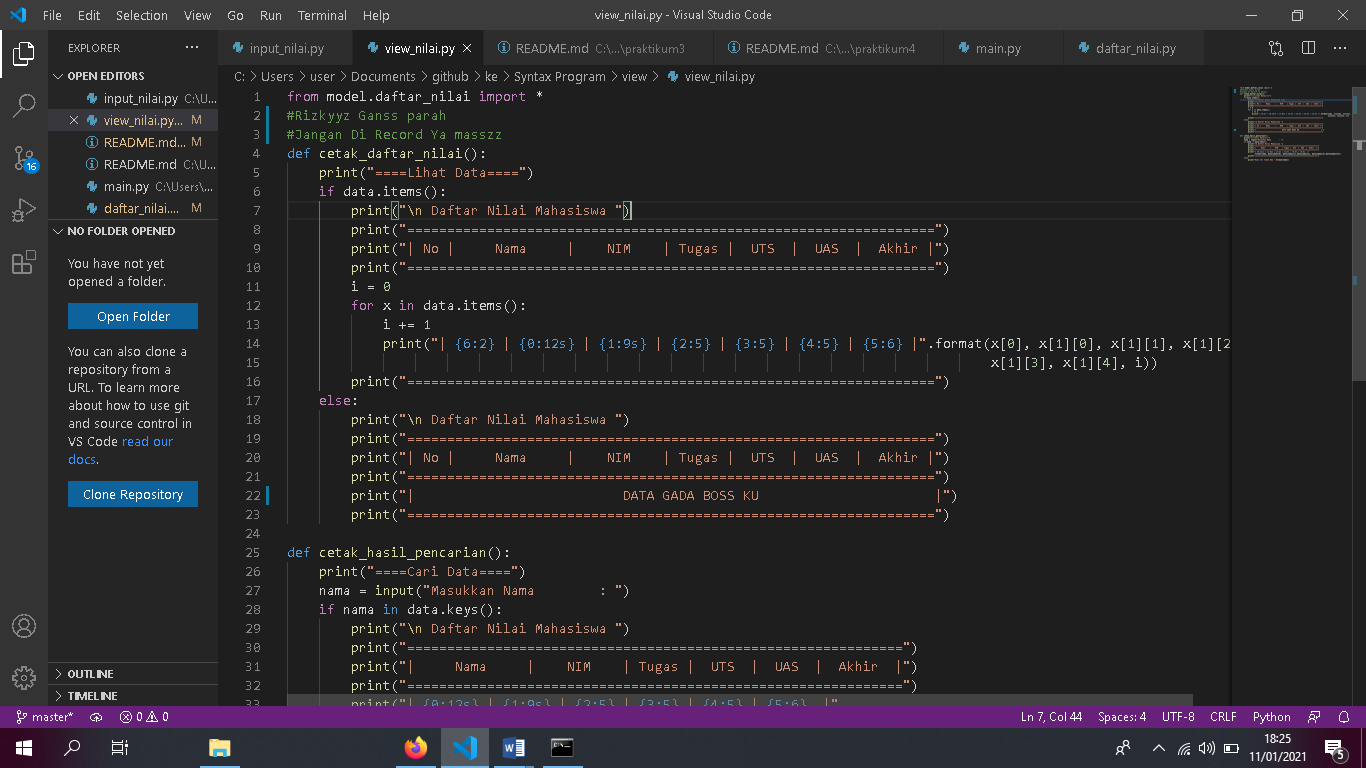 File Edit Selection View Go Run Terminal Help view_nilai.py - Visual Studio Code
EXPLORER
input_nilai.py view_nilai.py README.md C:\...\praktikum3 README.md C:\...\praktikum4 main.py daftar_nilai.py
C: > Users > user > Documents > github > ke > Syntax Program > view > view_nilai.py
OPEN EDITORS
input_nilai.py C:\U...
view_nilai.py... M
README.md... M
README.md C:\U...
main.py C:\Users\...
daftar_nilai.... M
NO FOLDER OPENED
You have not yet
opened a folder.
Open Folder
You can also clone a
repository from a
URL. To learn more
about how to use git
and source control in
VS Code read our
docs.
Clone Repository
OUTLINE
TIMELINE
16
1 from model.daftar_nilai import *
2 #Rizkyyz Ganss parah
3 #Jangan Di Record Ya masszz
4 def cetak_daftar_nilai():
5 print("====Lihat Data====")
6 if data.items():
7 print("\n Daftar Nilai Mahasiswa ")
8 print("==================================================================")
9 print("| No |     Nama     |    NIM    | Tugas |  UTS  |  UAS  |  Akhir |")
10 print("==================================================================")
11 i = 0
12 for x in data.items():
13 i += 1
14 print("| {6:2} | {0:12s} | {1:9s} | {2:5} | {3:5} | {4:5} | {5:6} |".format(x[0], x[1][0], x[1][1], x[1][2
15 x[1][3], x[1][4], i))
16 print("==================================================================")
17 else:
18 print("\n Daftar Nilai Mahasiswa ")
19 print("==================================================================")
20 print("| No |     Nama     |    NIM    | Tugas |  UTS  |  UAS  |  Akhir |")
21 print("==================================================================")
22 print("|                          DATA GADA BOSS KU                      |")
23 print("==================================================================")
24
25 def cetak_hasil_pencarian():
26 print("====Cari Data====")
27 nama = input("Masukkan Nama        : ")
28 if nama in data.keys():
29 print("\n Daftar Nilai Mahasiswa ")
30 print("==============================================================")
31 print("|     Nama     |    NIM    | Tugas |  UTS  |  UAS  |  Akhir  |")
32 print("==============================================================")
33 print("| {0:12s} | {1:9s} | {2:5} | {3:5} | {4:5} | {5:6}  |"
master* 0 0 Ln 7, Col 44 Spaces: 4 UTF-8 CRLF Python
18:25
11/01/2021
5